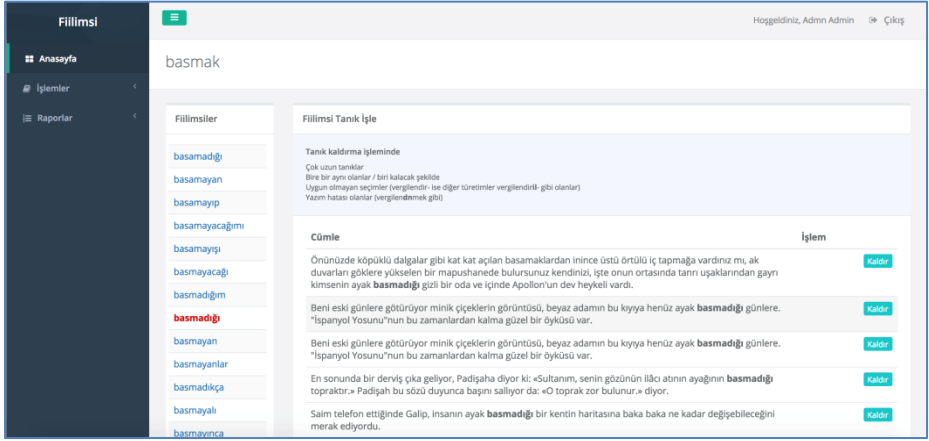 Fiilimsi
Hoşgeldiniz, Admn Admin
Çıkış
Anasayfa
İşlemler
Raporlar
basmak
Fiilimsiler
basamadığı
basamayan
basamayıp
basamayacağımı
basamayışı
basmayacağı
basmadığım
basmadığı
basmayan
basmayanlar
basmadıkça
basmayalı
basmayınca
Fiilimsi Tanık İşle
Tanık kaldırma işleminde
Çok uzun tanıklar
Bire bir aynı olanlar / biri kalacak şekilde
Uygun olmayan seçimler (vergilendir- ise diğer türetimler vergilendiril- gibi olanlar)
Yazım hatası olanlar (vergilendnmek gibi)
Cümle
İşlem
Önünüzde köpüklü dalgalar gibi kat kat açılan basamaklardan inince üstü örtülü iç tapmağa vardınız mı, ak
duvarları göklere yükselen bir mapushanede bulursunuz kendinizi, işte onun ortasında tanrı uşaklarından gayrı
kimsenin ayak basmadığı gizli bir oda ve içinde Apollon'un dev heykeli vardı.
Kaldır
Beni eski günlere götürüyor minik çiçeklerin görüntüsü, beyaz adamın bu kıyıya henüz ayak basmadığı günlere.
"İspanyol Yosunu"nun bu zamanlardan kalma güzel bir öyküsü var.
Kaldır
Beni eski günlere götürüyor minik çiçeklerin görüntüsü, beyaz adamın bu kıyıya henüz ayak basmadığı günlere.
"İspanyol Yosunu"nun bu zamanlardan kalma güzel bir öyküsü var.
Kaldır
En sonunda bir derviş çıka geliyor, Padişaha diyor ki: «Sultanım, senin gözünün ilâcı atının ayağının basmadığı
topraktır.» Padişah bu sözü duyunca başını sallıyor da: «O toprak zor bulunur.» diyor.
Kaldır
Saim telefon ettiğinde Galip, insanın ayak basmadığı bir kentin haritasına baka baka ne kadar değişebileceğini
merak ediyordu.
Kaldır